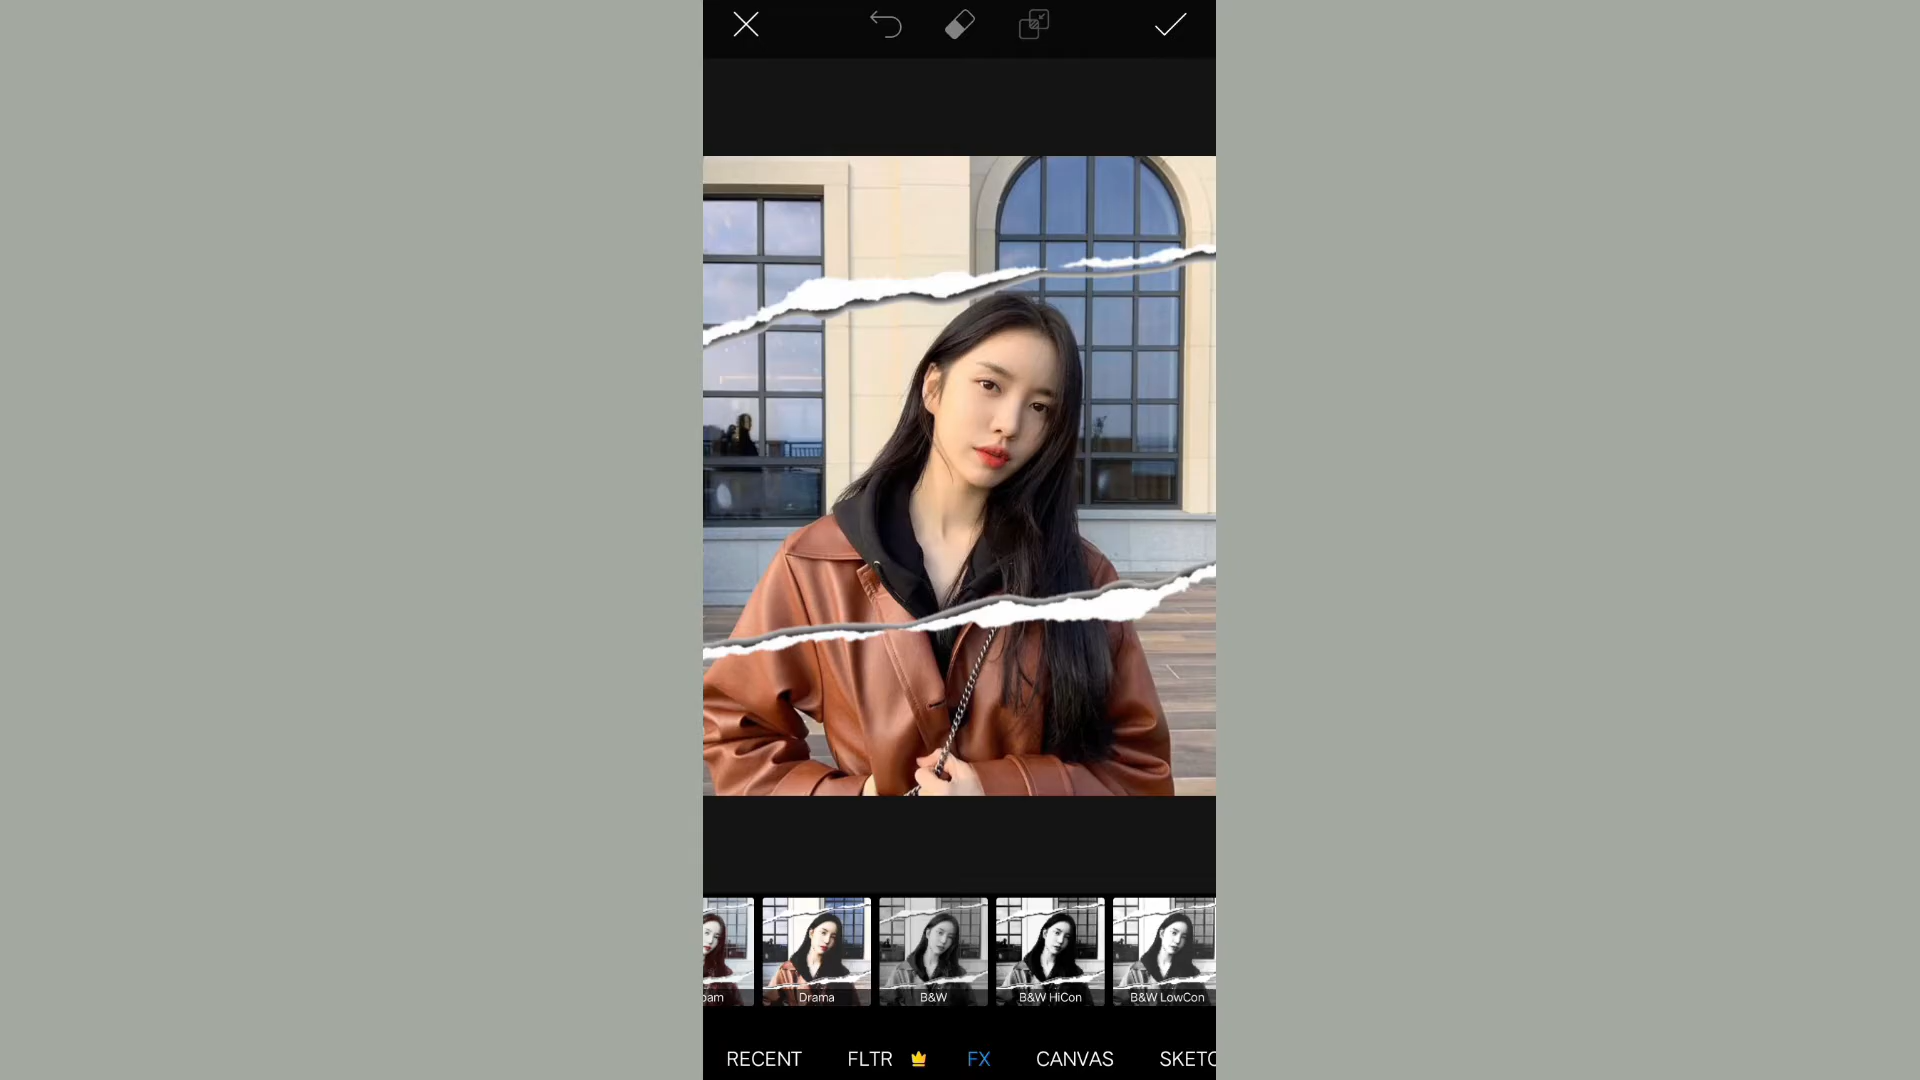 Drama
B&W
B&W HiCon
B&W LowCon
RECENT
FLTR
FX
CANVAS